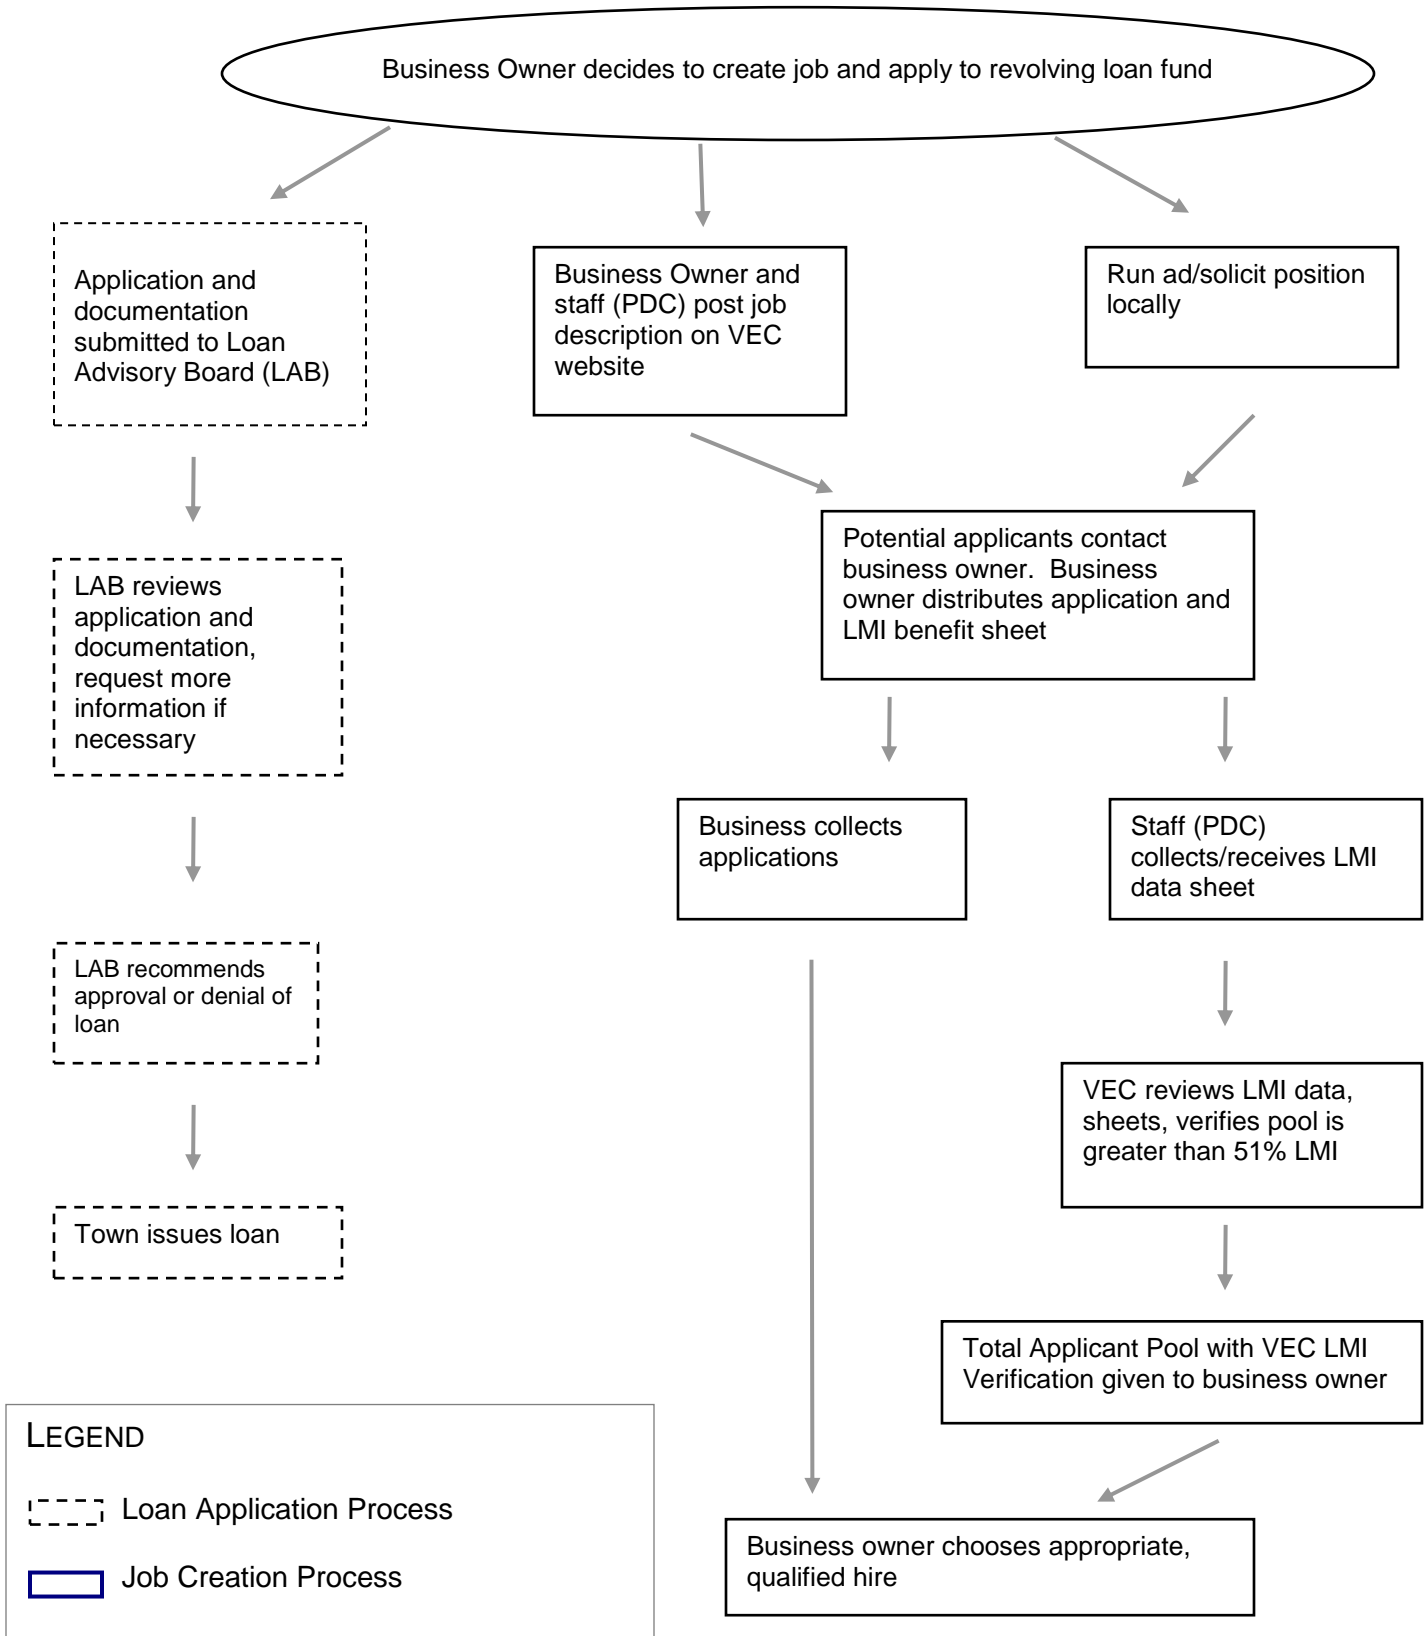 Business Owner decides to create job and apply to revolving loan fund
Application and
documentation
submitted to Loan
Advisory Board (LAB)
Business Owner and
staff (PDC) post job
description on VEC
website
Run ad/solicit position
locally
Potential applicants contact
business owner.  Business
owner distributes application and
LMI benefit sheet
LAB reviews
application and
documentation,
request more
information if
necessary
Business collects
applications
Staff (PDC)
collects/receives LMI
data sheet
LAB recommends
approval or denial of
loan
VEC reviews LMI data,
sheets, verifies pool is
greater than 51% LMI
Town issues loan
Total Applicant Pool with VEC LMI
Verification given to business owner
Business owner chooses appropriate,
qualified hire
LEGEND
Loan Application Process
Job Creation Process